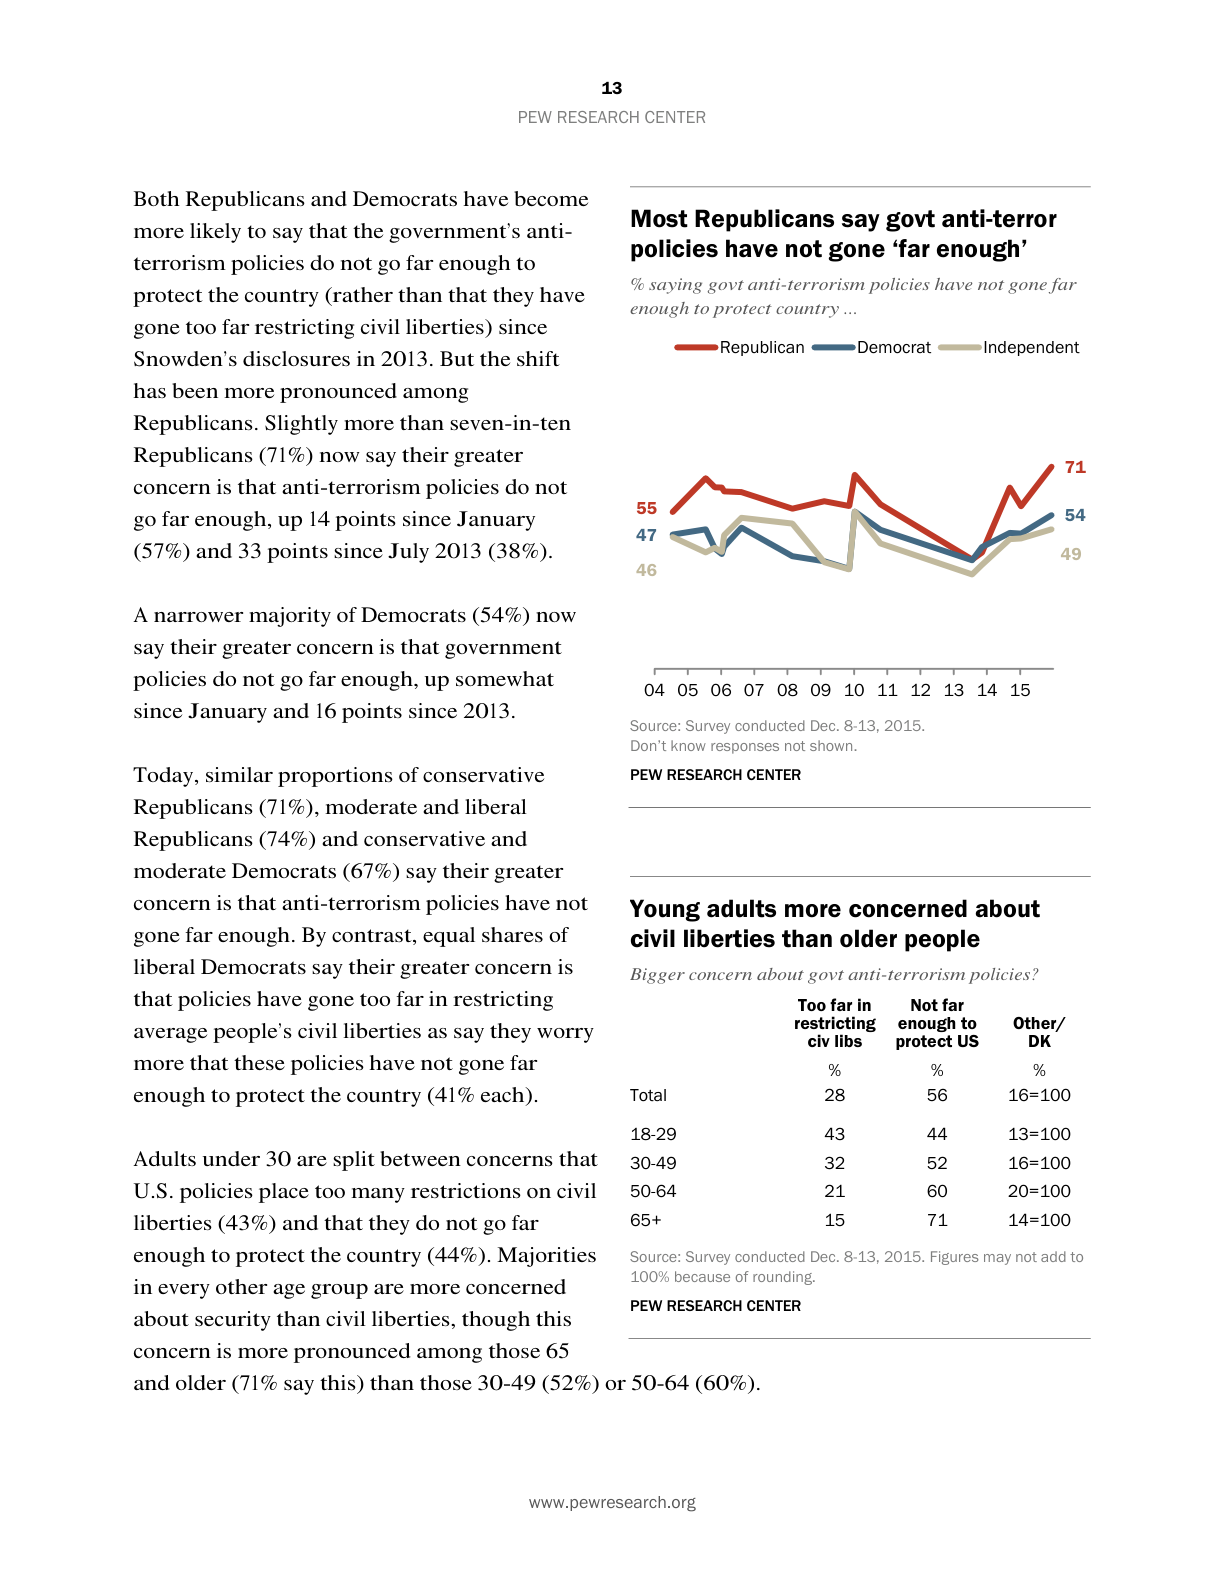 13
PEW RESEARCH CENTER
Both Republicans and Democrats have become
more likely to say that the government's anti-
terrorism policies do not go far enough to
protect the country (rather than that they have
gone too far restricting civil liberties) since
Snowden's disclosures in 2013. But the shift
has been more pronounced among
Republicans. Slightly more than seven-in-ten
Republicans (71%) now say their greater
concern is that anti-terrorism policies do not
go far enough, up 14 points since January
(57%) and 33 points since July 2013 (38%).
A narrower majority of Democrats (54%) now
say their greater concern is that government
policies do not go far enough, up somewhat
since January and 16 points since 2013.
Today, similar proportions of conservative
Republicans (71%), moderate and liberal
Republicans (74%) and conservative and
moderate Democrats (67%) say their greater
concern is that anti-terrorism policies have not
gone far enough. By contrast, equal shares of
liberal Democrats say their greater concern is
that policies have gone too far in restricting
average people's civil liberties as say they worry
more that these policies have not gone far
enough to protect the country (41% each).
Adults under 30 are split between concerns that
U.S. policies place too many restrictions on civil
liberties (43%) and that they do not go far
enough to protect the country (44%). Majorities
in every other age group are more concerned
about security than civil liberties, though this
concern is more pronounced among those 65
and older (71% say this) than those 30-49 (52%) or 50-64 (60%).
Most Republicans say govt anti-terror
policies have not gone ‘far enough’
% saying govt anti-terrorism policies have not gone far
enough to protect country ...
Republican Democrat Independent
71
55
54
47
49
46
04 05 06 07 08 09 10 11 12 13 14 15
Source: Survey conducted Dec. 8-13, 2015.
Don't know responses not shown.
PEW RESEARCH CENTER
Young adults more concerned about
civil liberties than older people
Bigger concern about govt anti-terrorism policies?
Too far in Not far
restricting enough to Other/
civ libs protect US DK
% % %
Total 28 56 16=100
18-29 43 44 13=100
30-49 32 52 16=100
50-64 21 60 20=100
65+ 15 71 14=100
Source: Survey conducted Dec. 8-13, 2015. Figures may not add to
100% because of rounding.
PEW RESEARCH CENTER
www.pewresearch.org